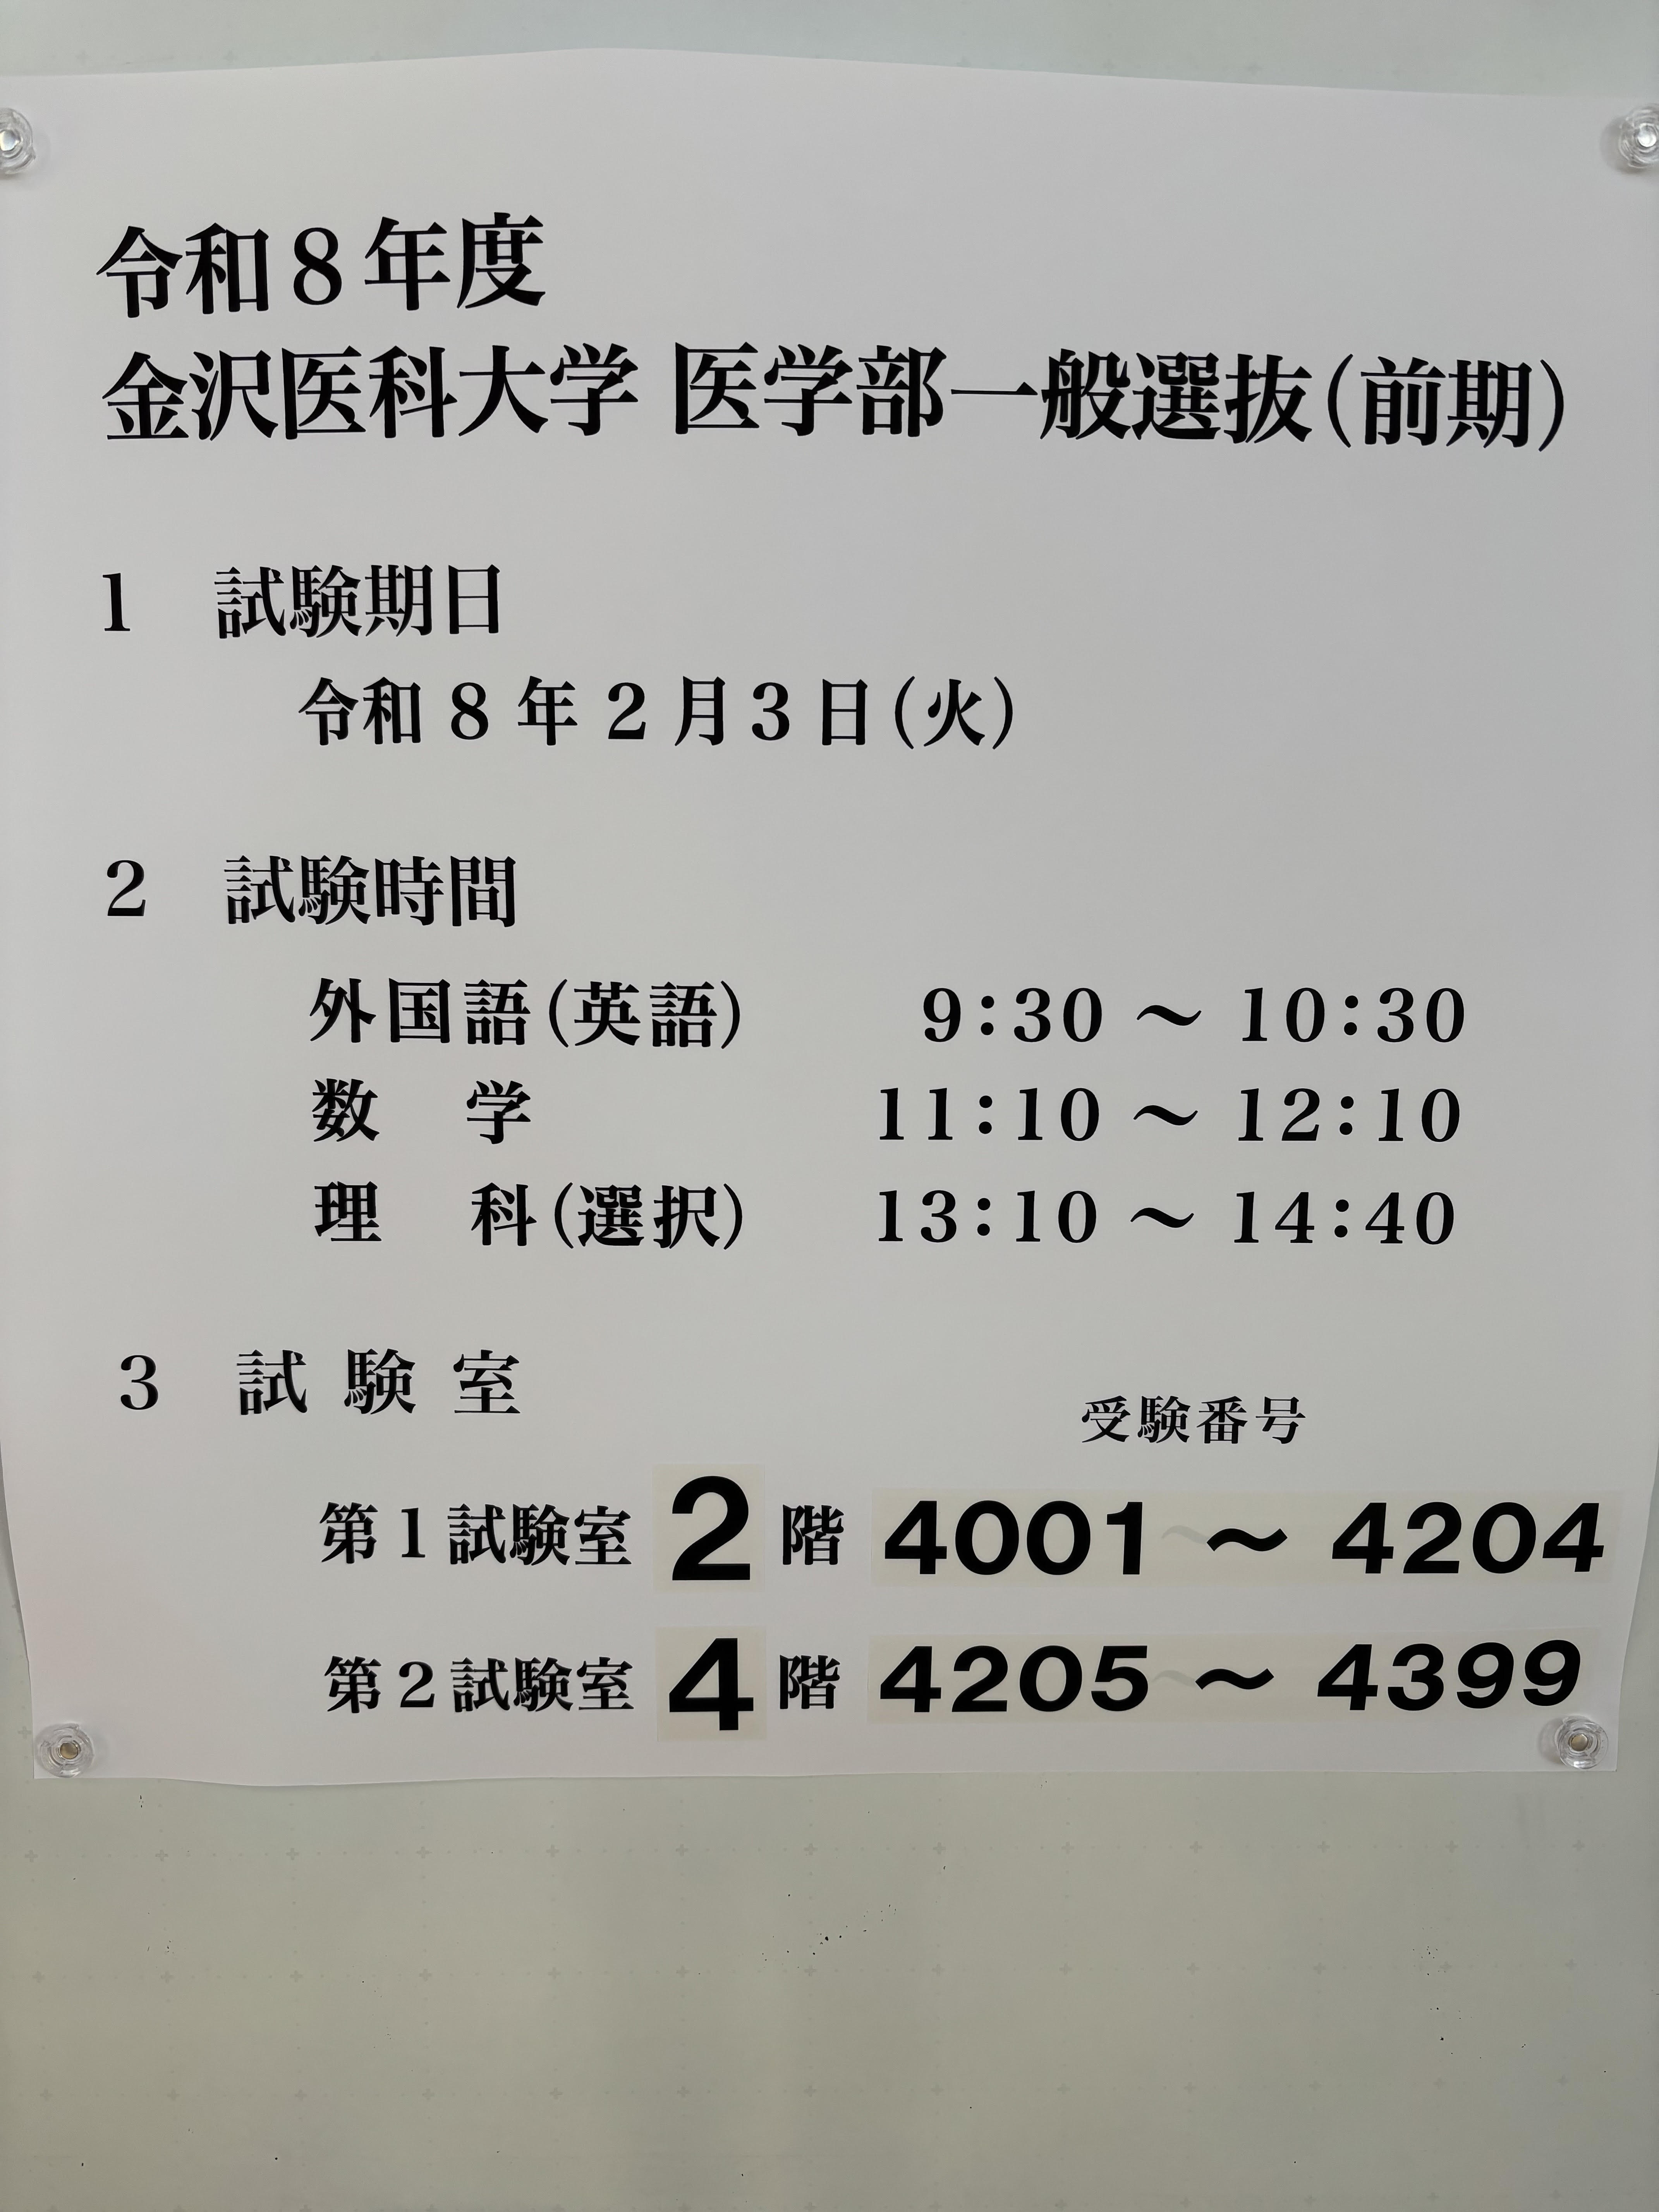 令和8年度
金沢医科大学 医学部一般選抜(前期)
1 試験期日
令和 8 年 2 月 3 日(火)
2 試験時間
外国語(英語) 9:30 ～ 10:30
数 学 11:10 ～ 12:10
理 科(選択) 13:10 ～ 14:40
3 試 験 室
受験番号
第1試験室 2 階 4001 ～ 4204
第2試験室 4 階 4205 ～ 4399